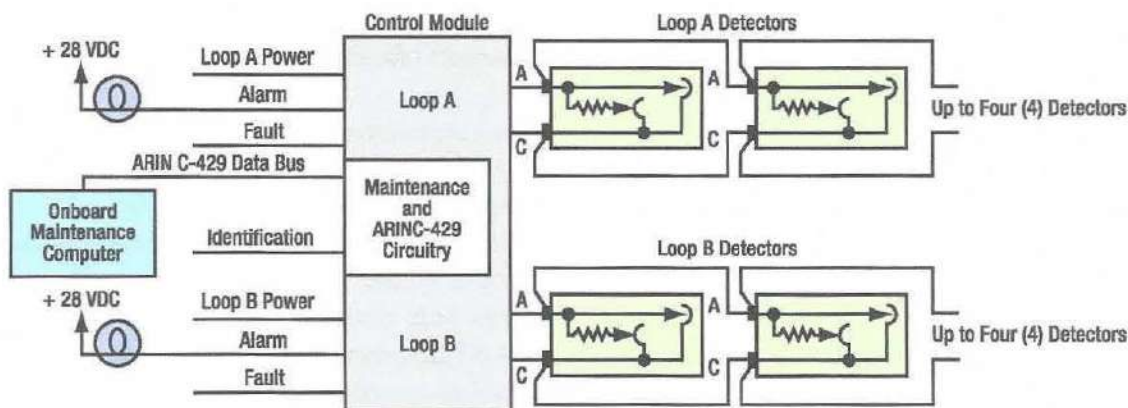 Control Module
Loop A Detectors
+ 28 VDC
Loop A Power
Alarm
Fault
Loop A
A
C
A
C
Up to Four (4) Detectors
ARIN C-429 Data Bus
Onboard
Maintenance
Computer
Identification
Maintenance
and
ARINC-429
Circuitry
Loop B Detectors
+ 28 VDC
Loop B Power
Alarm
Fault
Loop B
A
C
A
C
Up to Four (4) Detectors